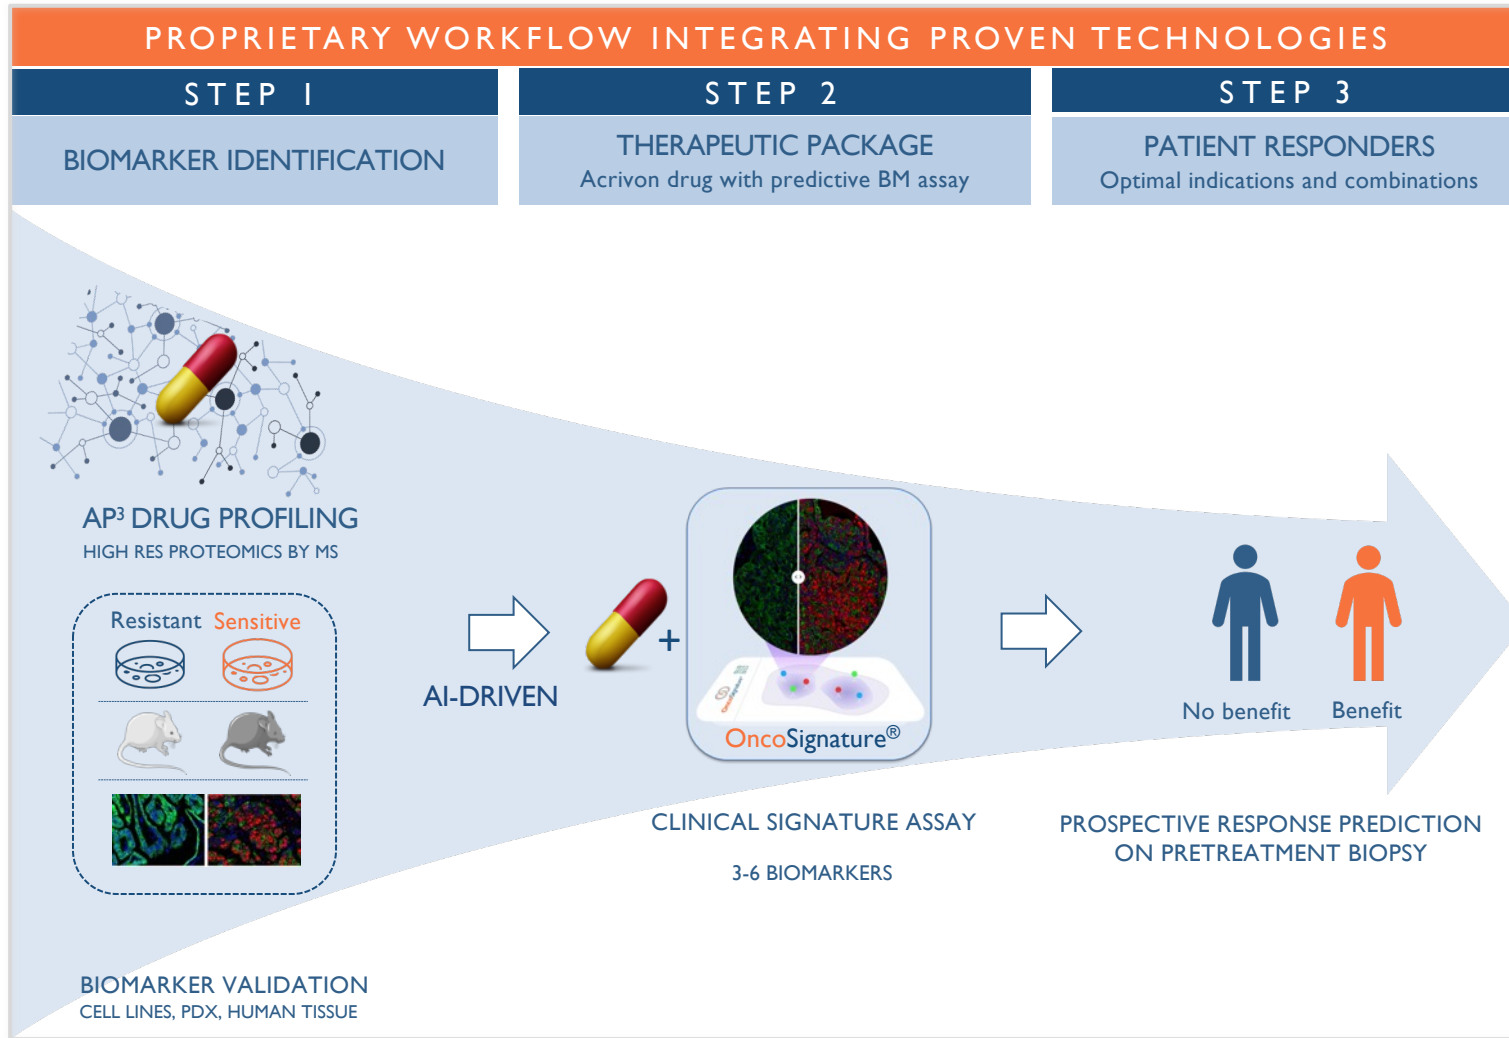 PROPRIETARY WORKFLOW INTEGRATING PROVEN TECHNOLOGIES
STEP 1
BIOMARKER IDENTIFICATION
STEP 2
THERAPEUTIC PACKAGE
Acrivon drug with predictive BM assay
STEP 3
PATIENT RESPONDERS
Optimal indications and combinations
AP³ DRUG PROFILING
HIGH RES PROTEOMICS BY MS
Resistant Sensitive
BIOMARKER VALIDATION
CELL LINES, PDX, HUMAN TISSUE
AI-DRIVEN
+
OncoSignature
OncoSignature®
CLINICAL SIGNATURE ASSAY
3-6 BIOMARKERS
No benefit Benefit
PROSPECTIVE RESPONSE PREDICTION
ON PRETREATMENT BIOPSY